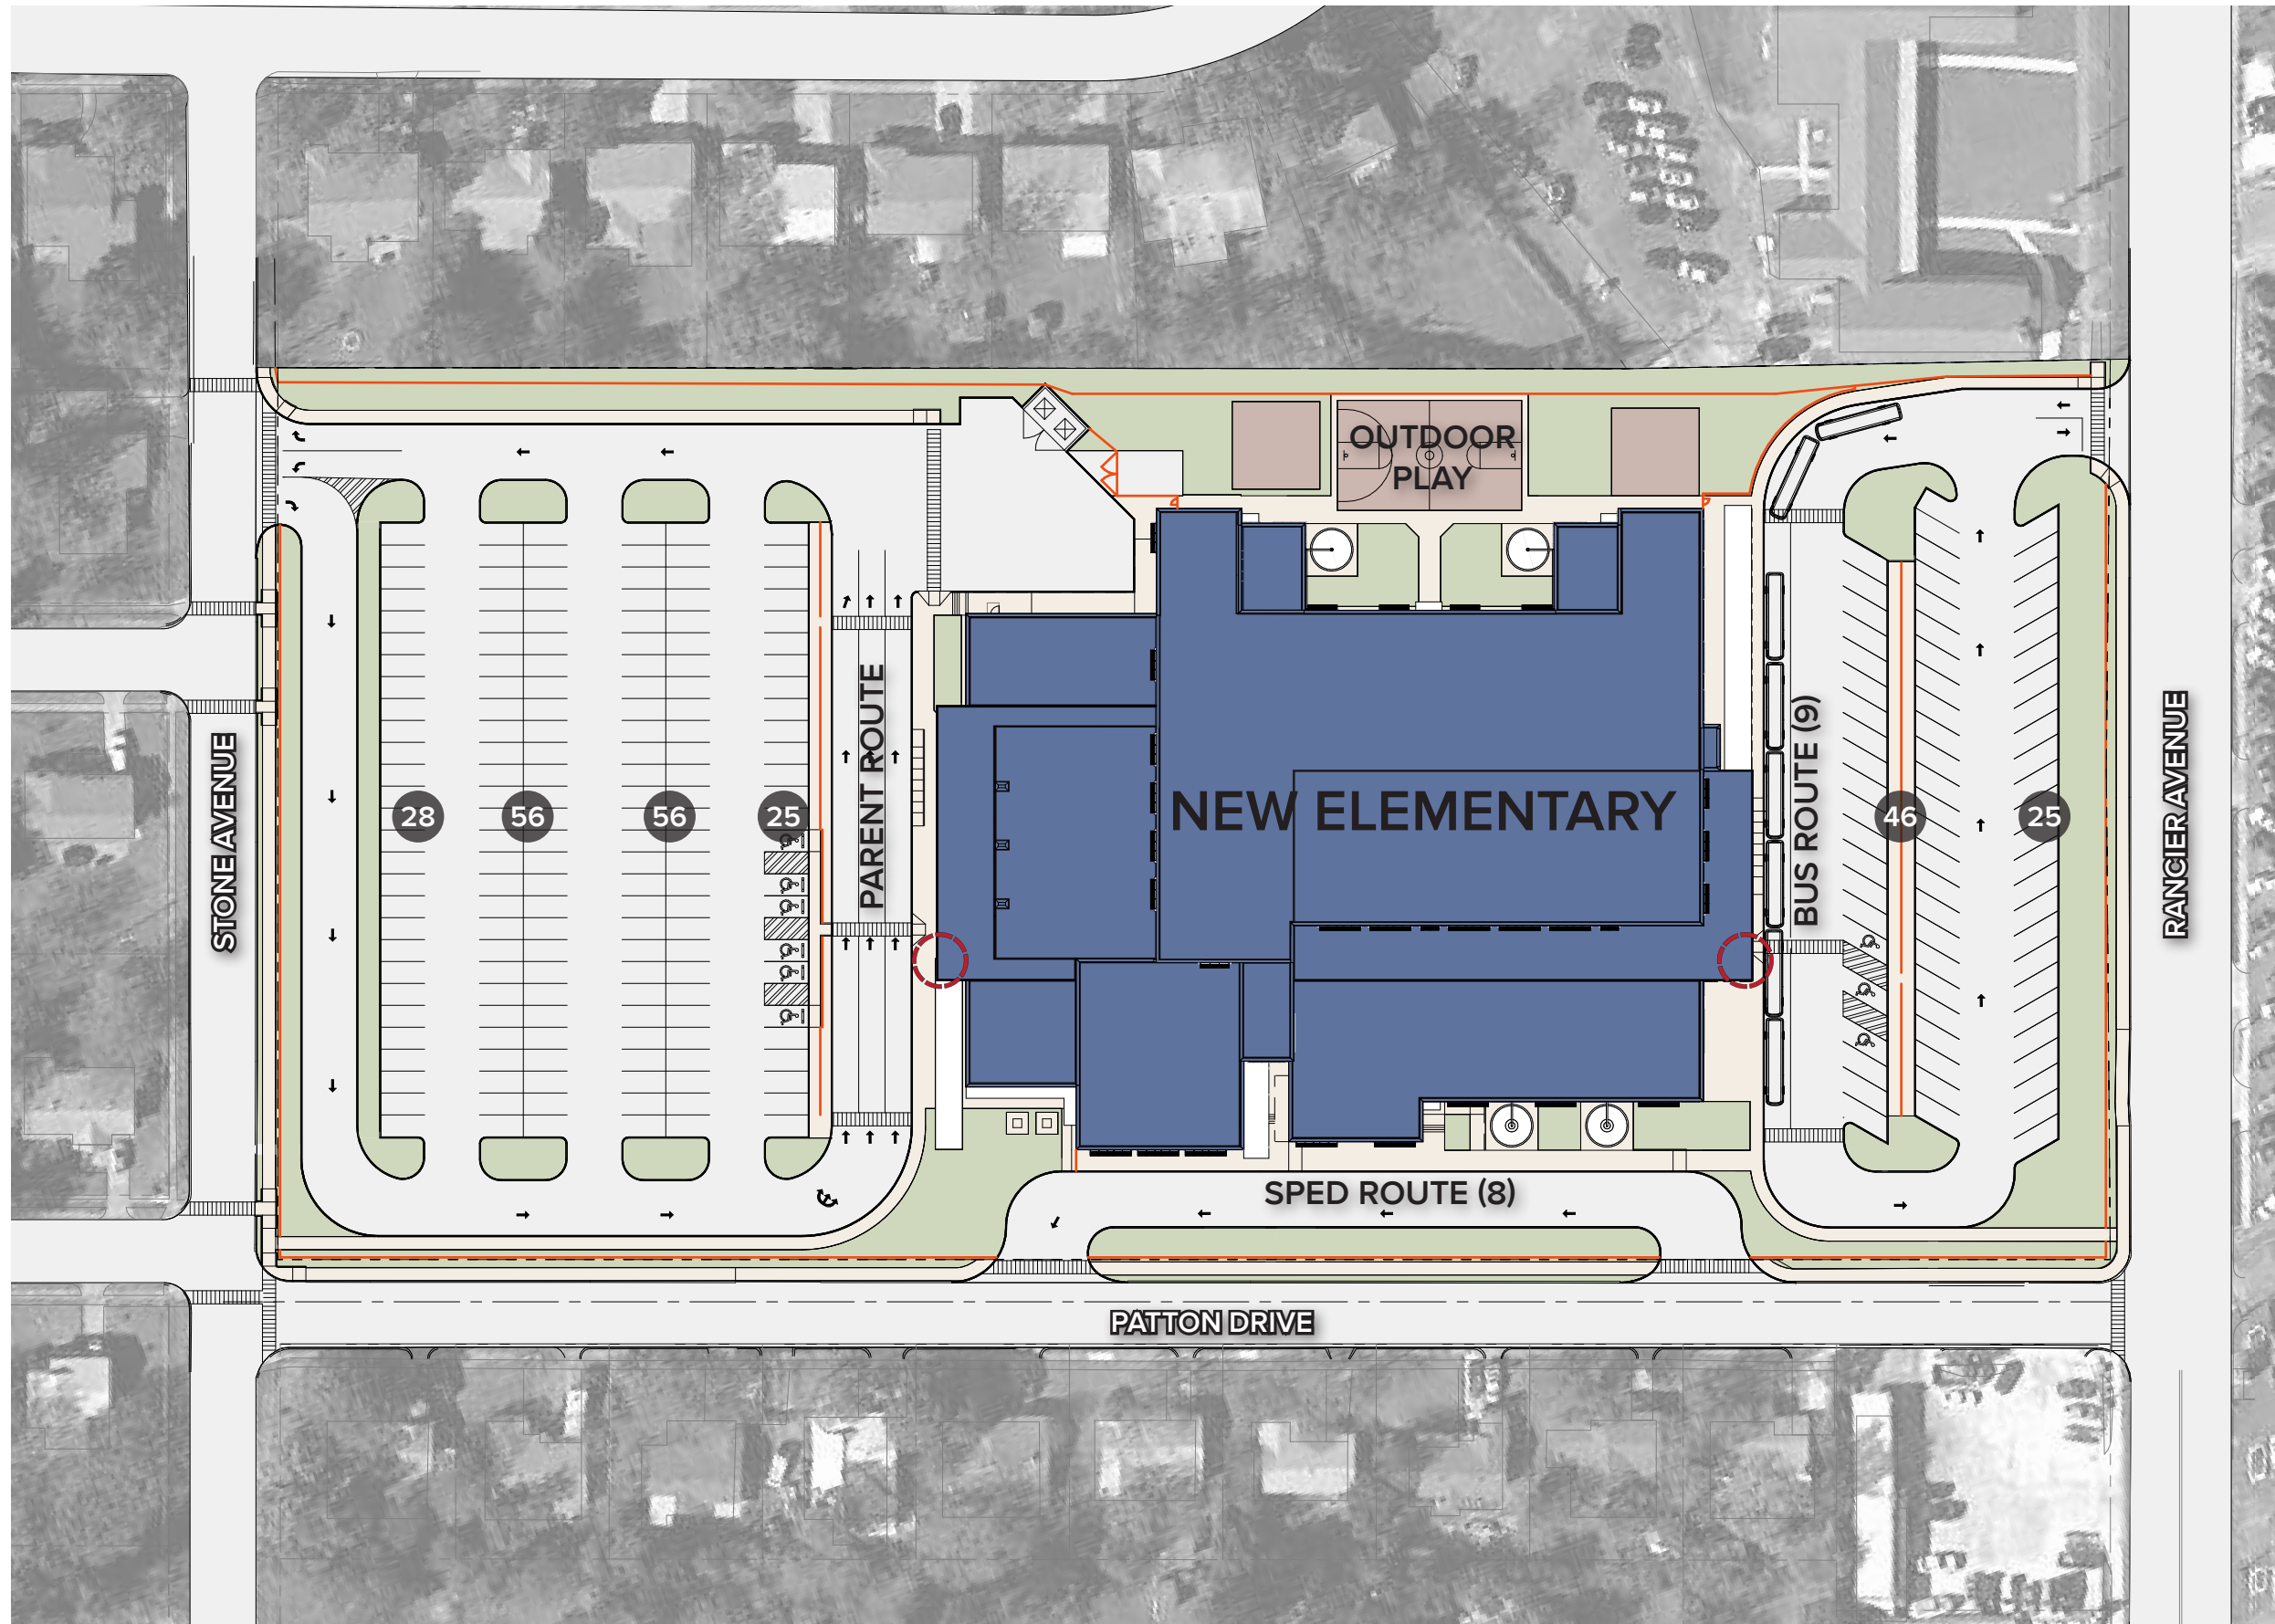 OUTDOOR
PLAY
STONE AVENUE
28
56
56
25
PARENT ROUTE
NEW ELEMENTARY
BUS ROUTE (9)
46
25
RANCIER AVENUE
SPED ROUTE (8)
PATTON DRIVE